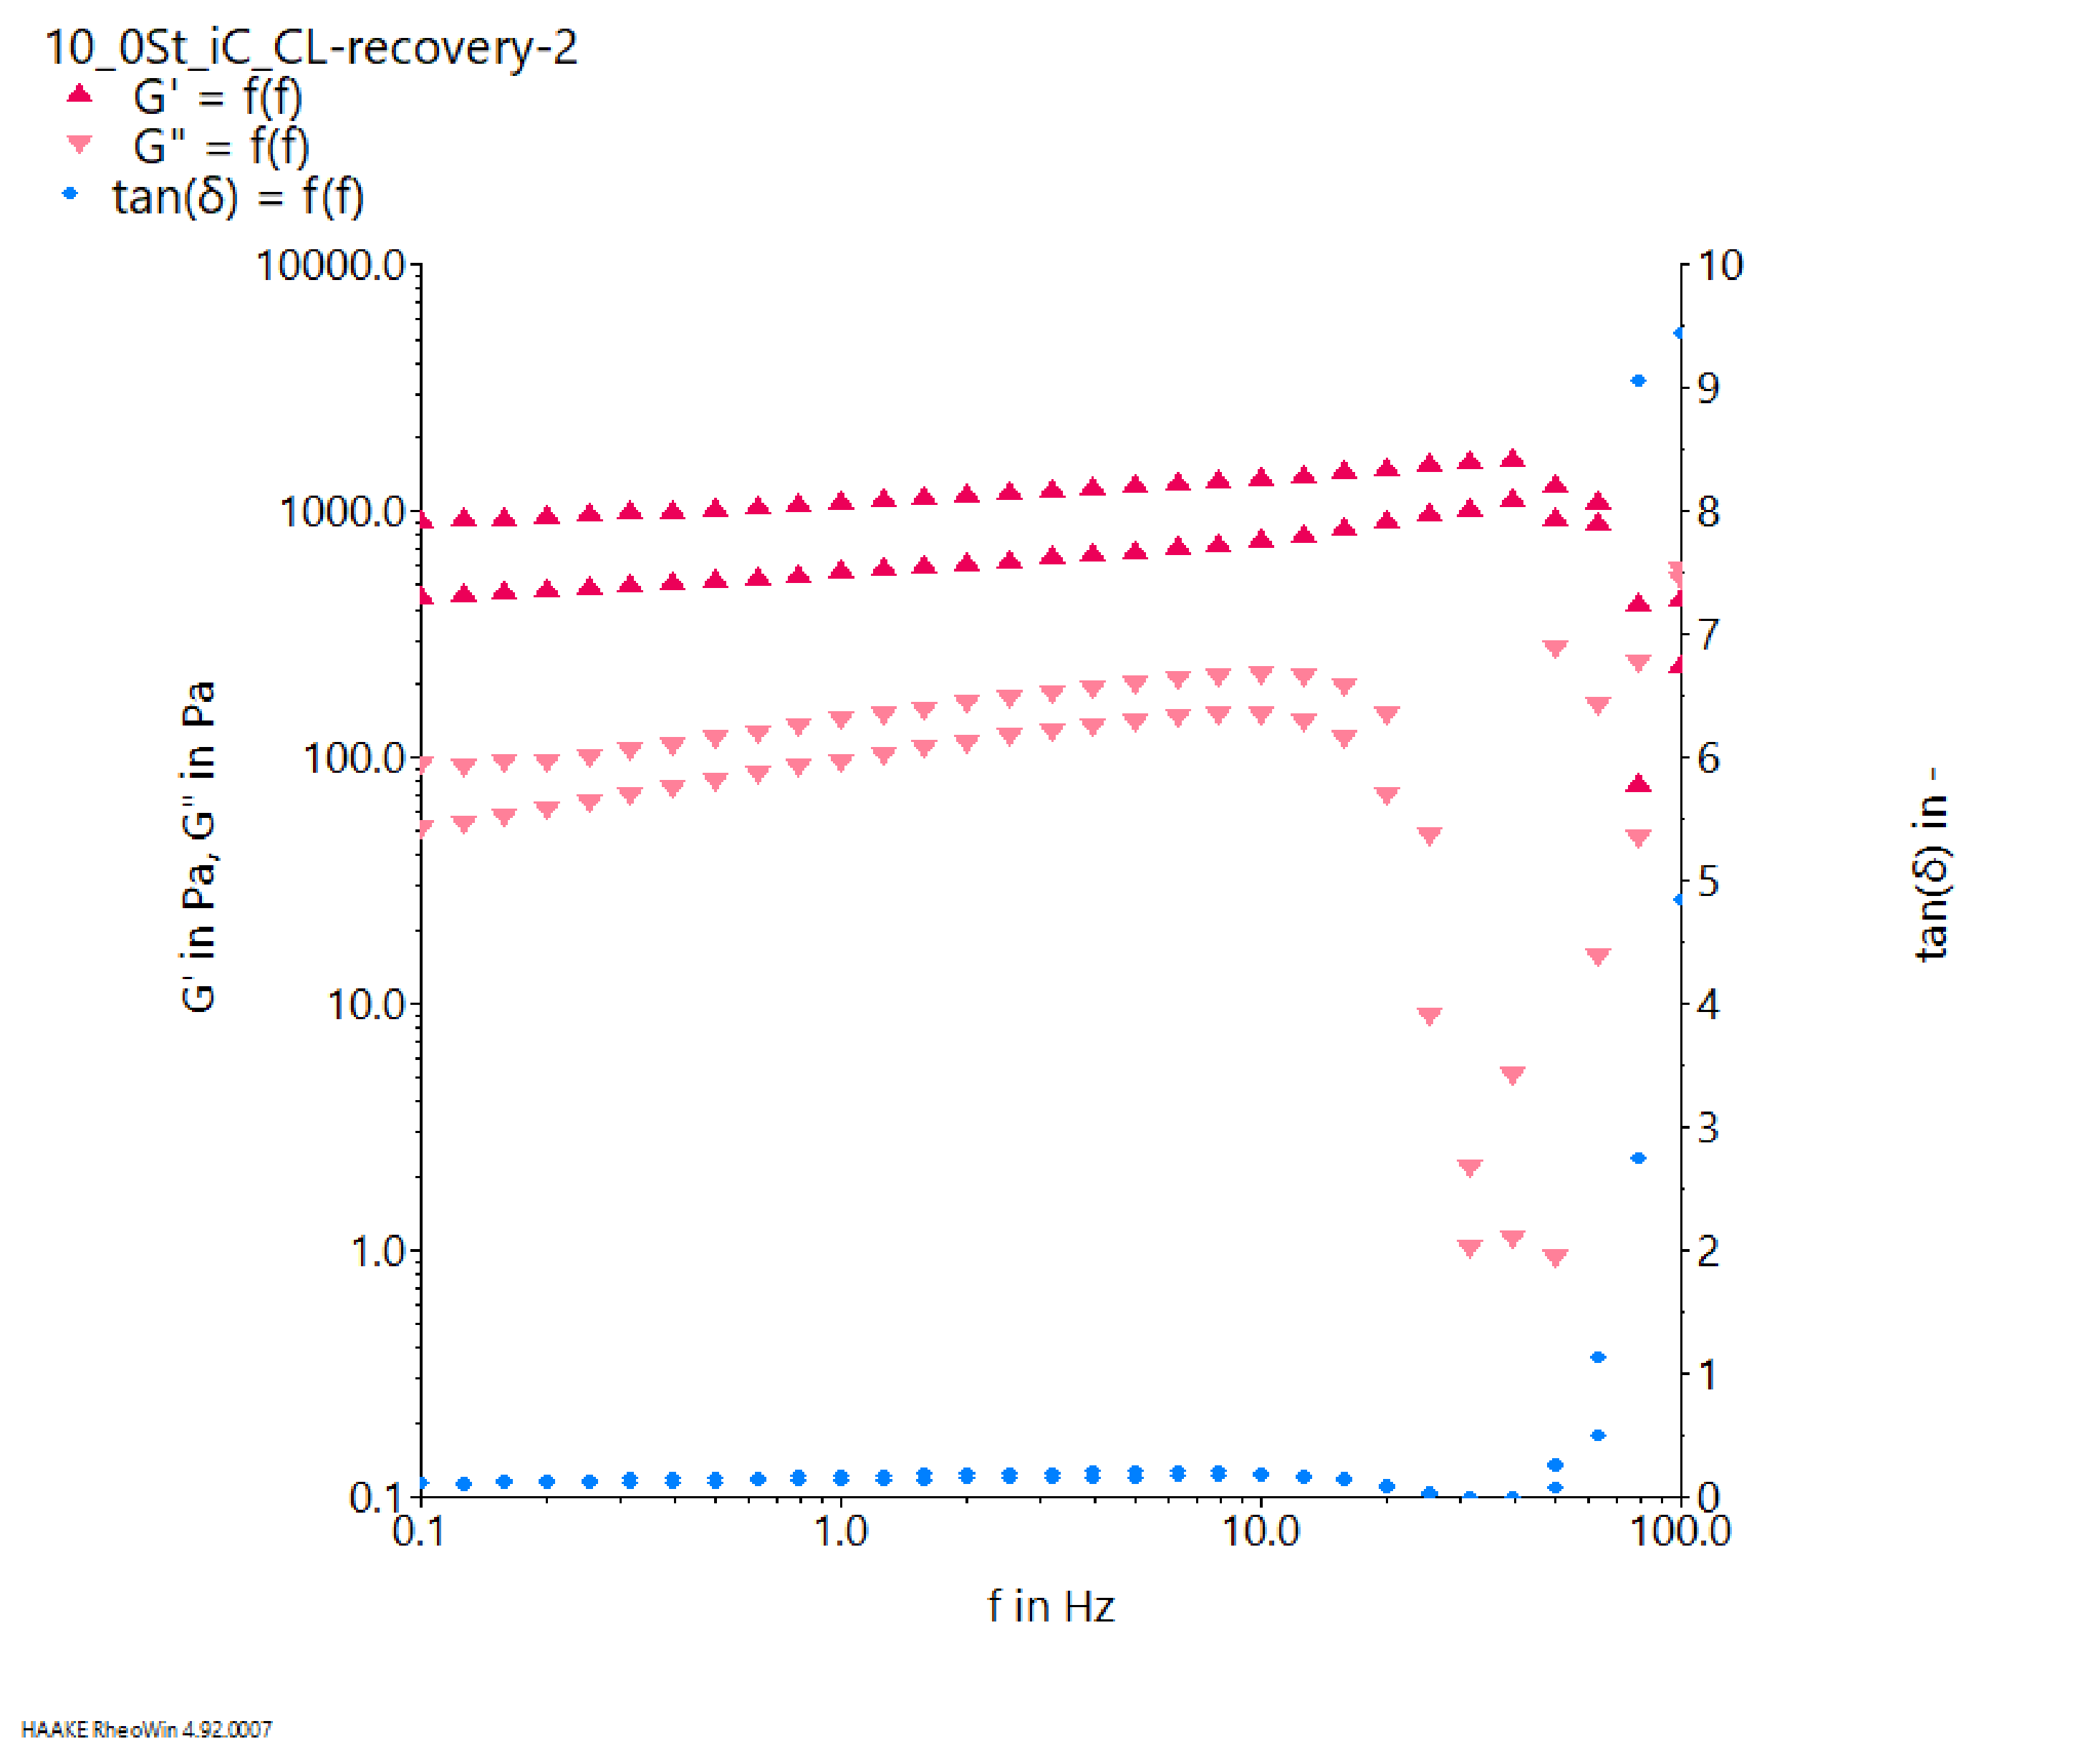 10_0St_iC_CL-recovery-2
G' = f(f)
G" = f(f)
tan(δ) = f(f)
10000.0
1000.0
100.0
10.0
1.0
0.1
G' in Pa, G" in Pa
10
9
8
7
6
5
4
3
2
1
0
tan(δ) in -
0.1
1.0
10.0
100.0
f in Hz
HAAKE RheoWin 4.92.0007